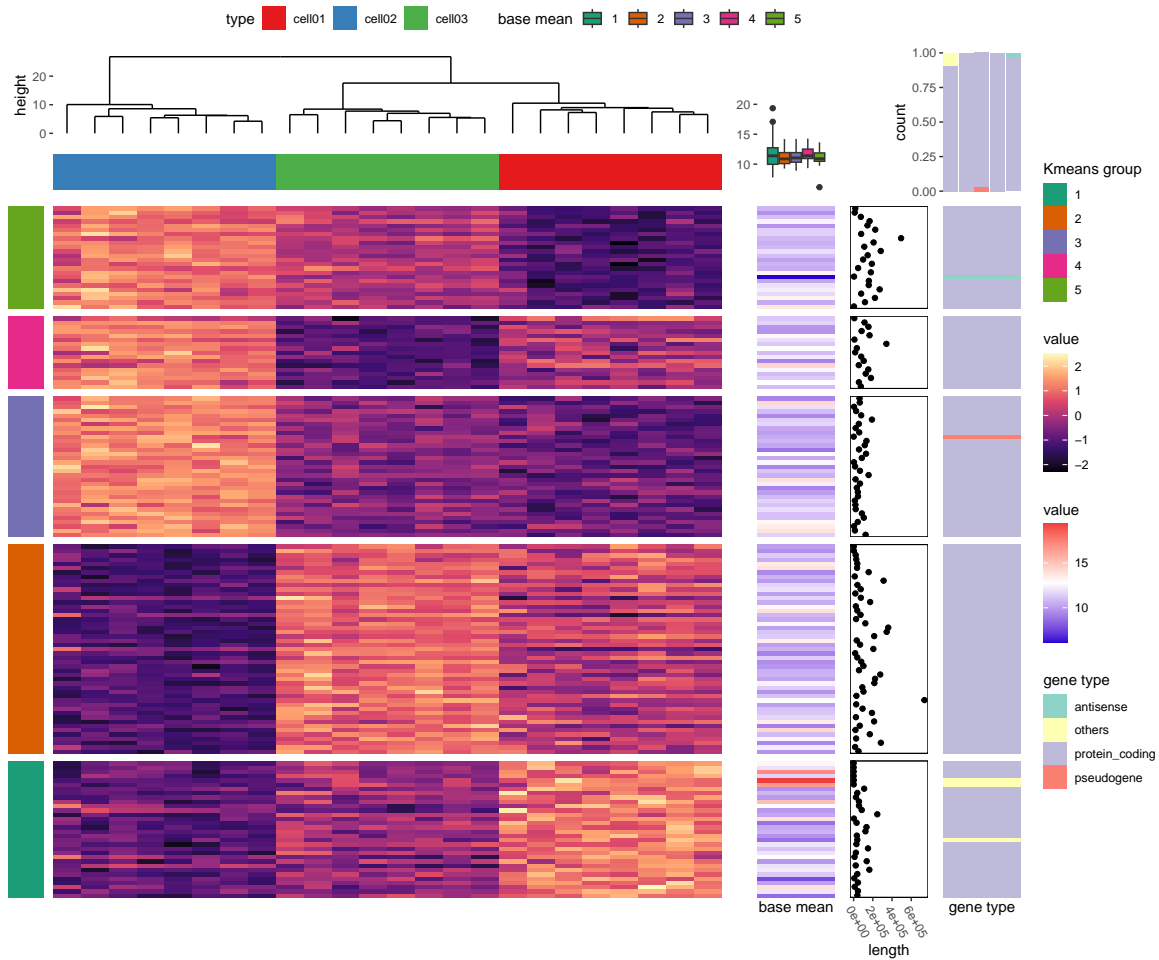 type cell01 cell02 cell03 base mean 1 2 3 4 5
height
20
10
0
20
15
10
count
1.00
0.75
0.50
0.25
0.00
Kmeans group
1
2
3
4
5
value
2
1
0
−1
−2
value
15
10
gene type
antisense
others
protein_coding
pseudogene
base mean
0e+00
2e+05
4e+05
6e+05
length
gene type